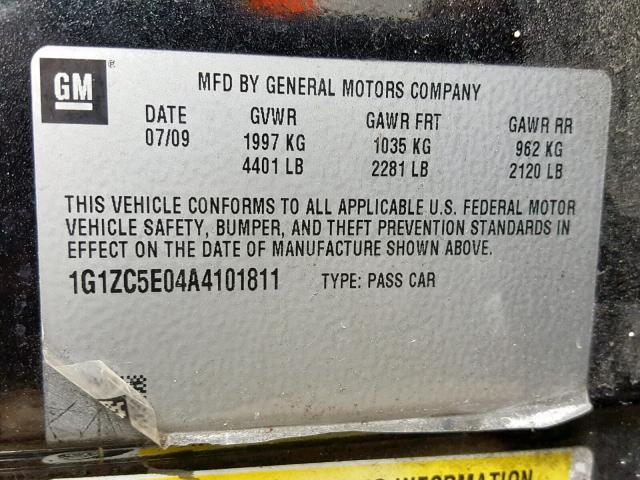 GM
MFD BY GENERAL MOTORS COMPANY
DATE GVWR GAWR FRT GAWR RR
07/09 1997 KG 1035 KG 962 KG
4401 LB 2281 LB 2120 LB
THIS VEHICLE CONFORMS TO ALL APPLICABLE U.S. FEDERAL MOTOR
VEHICLE SAFETY, BUMPER, AND THEFT PREVENTION STANDARDS IN
EFFECT ON THE DATE OF MANUFACTURE SHOWN ABOVE.
1G1ZC5E04A4101811 TYPE: PASS CAR
INFORMATION